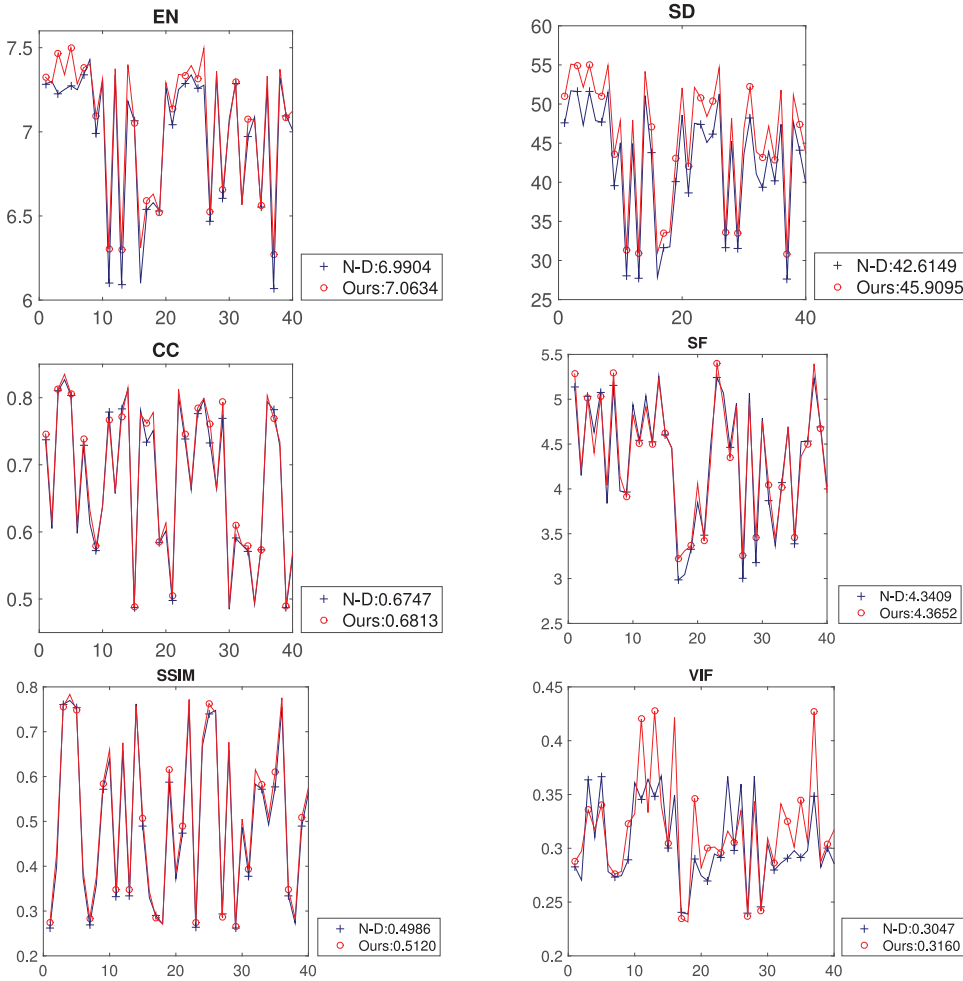 EN
7.5
7
6.5
6
0 10 20 30 40
N-D:6.9904
Ours:7.0634
SD
60
55
50
45
40
35
30
25
0 20 40
N-D:42.6149
Ours:45.9095
CC
0.8
0.7
0.6
0.5
0 10 20 30 40
N-D:0.6747
Ours:0.6813
SF
5.5
5
4.5
4
3.5
3
2.5
0 10 20 30 40
N-D:4.3409
Ours:4.3652
SSIM
0.8
0.7
0.6
0.5
0.4
0.3
0.2
0 10 20 30 40
N-D:0.4986
Ours:0.5120
VIF
0.45
0.4
0.35
0.3
0.25
0.2
0 10 20 30 40
N-D:0.3047
Ours:0.3160